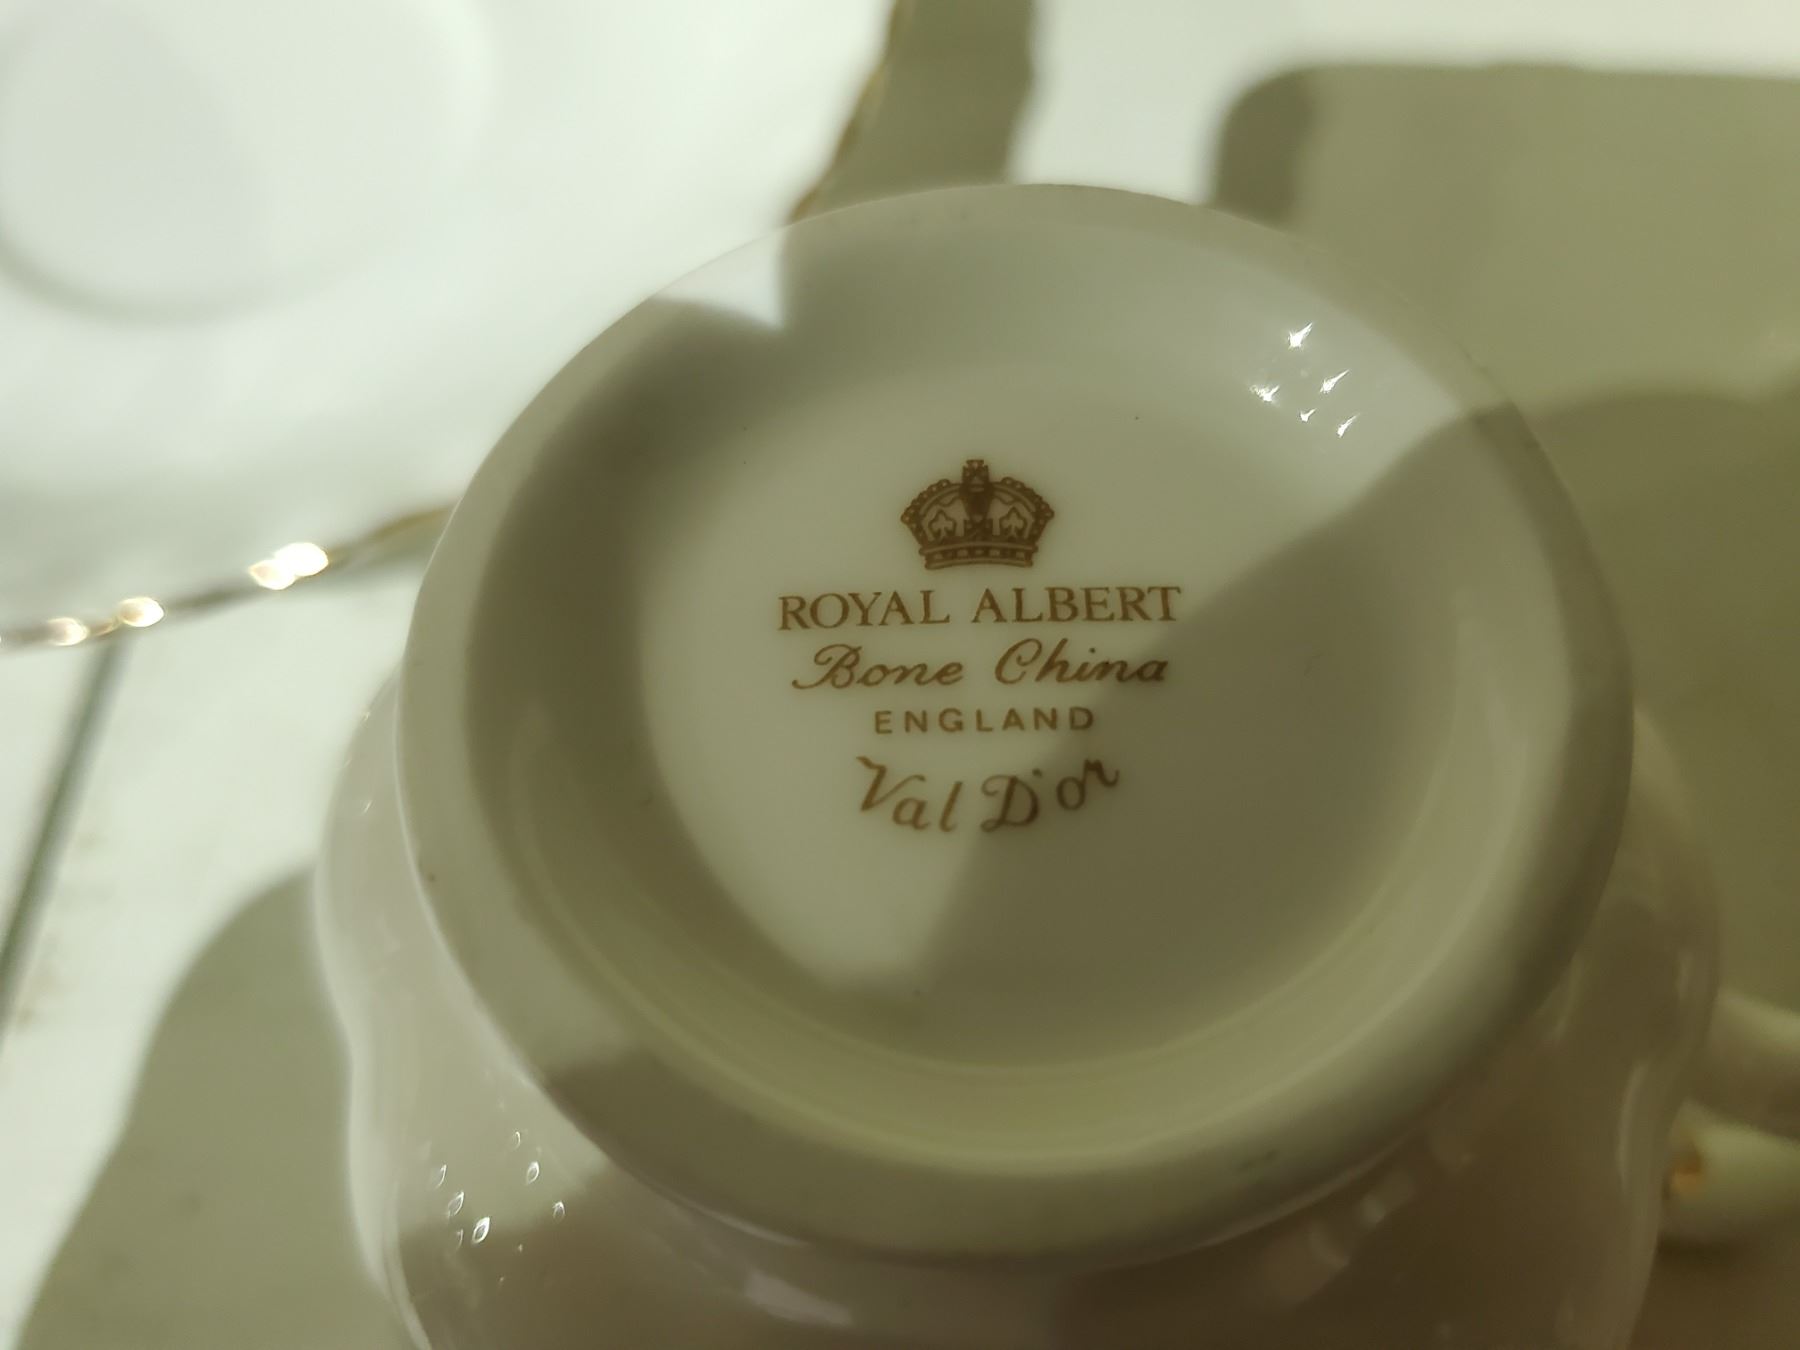 ROYAL ALBERT
Bone China
ENGLAND
Val D'or